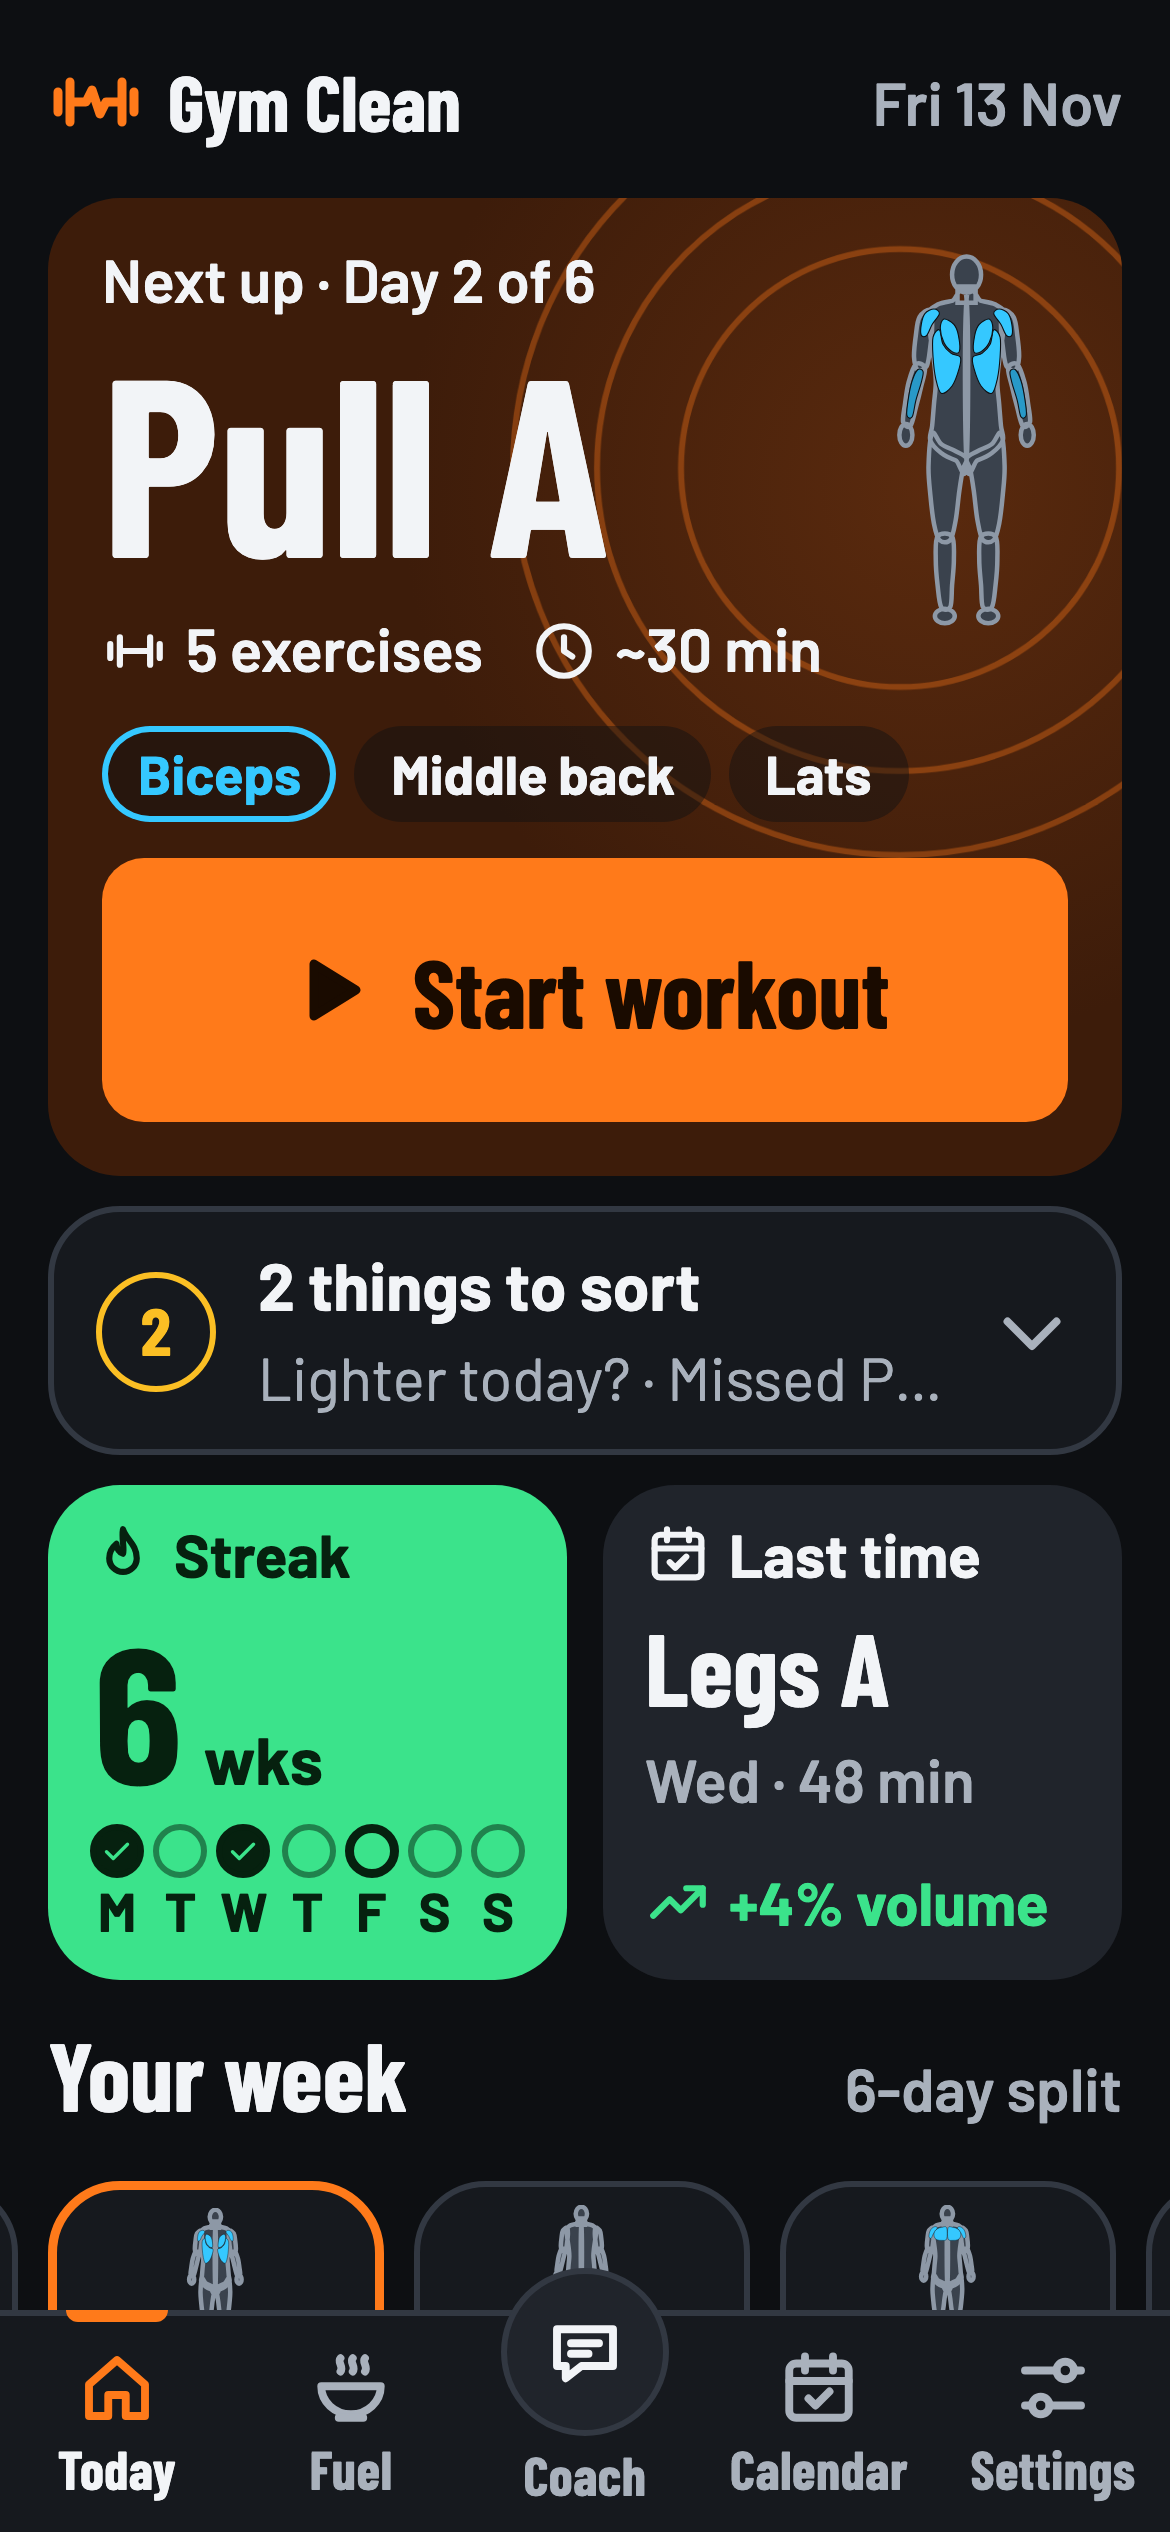 Gym Clean
Fri 13 Nov
Next up · Day 2 of 6
Pull A
5 exercises
~30 min
Biceps
Middle back
Lats
Start workout
2
2 things to sort
Lighter today? · Missed P...
Streak
6 wks
M T W T F S S
Last time
Legs A
Wed · 48 min
+4% volume
Your week
6-day split
Today
Fuel
Coach
Calendar
Settings